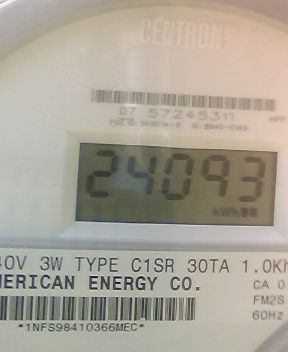 CENTRON®
07 57245311
24093
kWh
40V 3W TYPE C1SR 30TA 1.0Kh
MERICAN ENERGY CO.
CA 0
FM2S
60Hz
*1NFS98410366MEC*